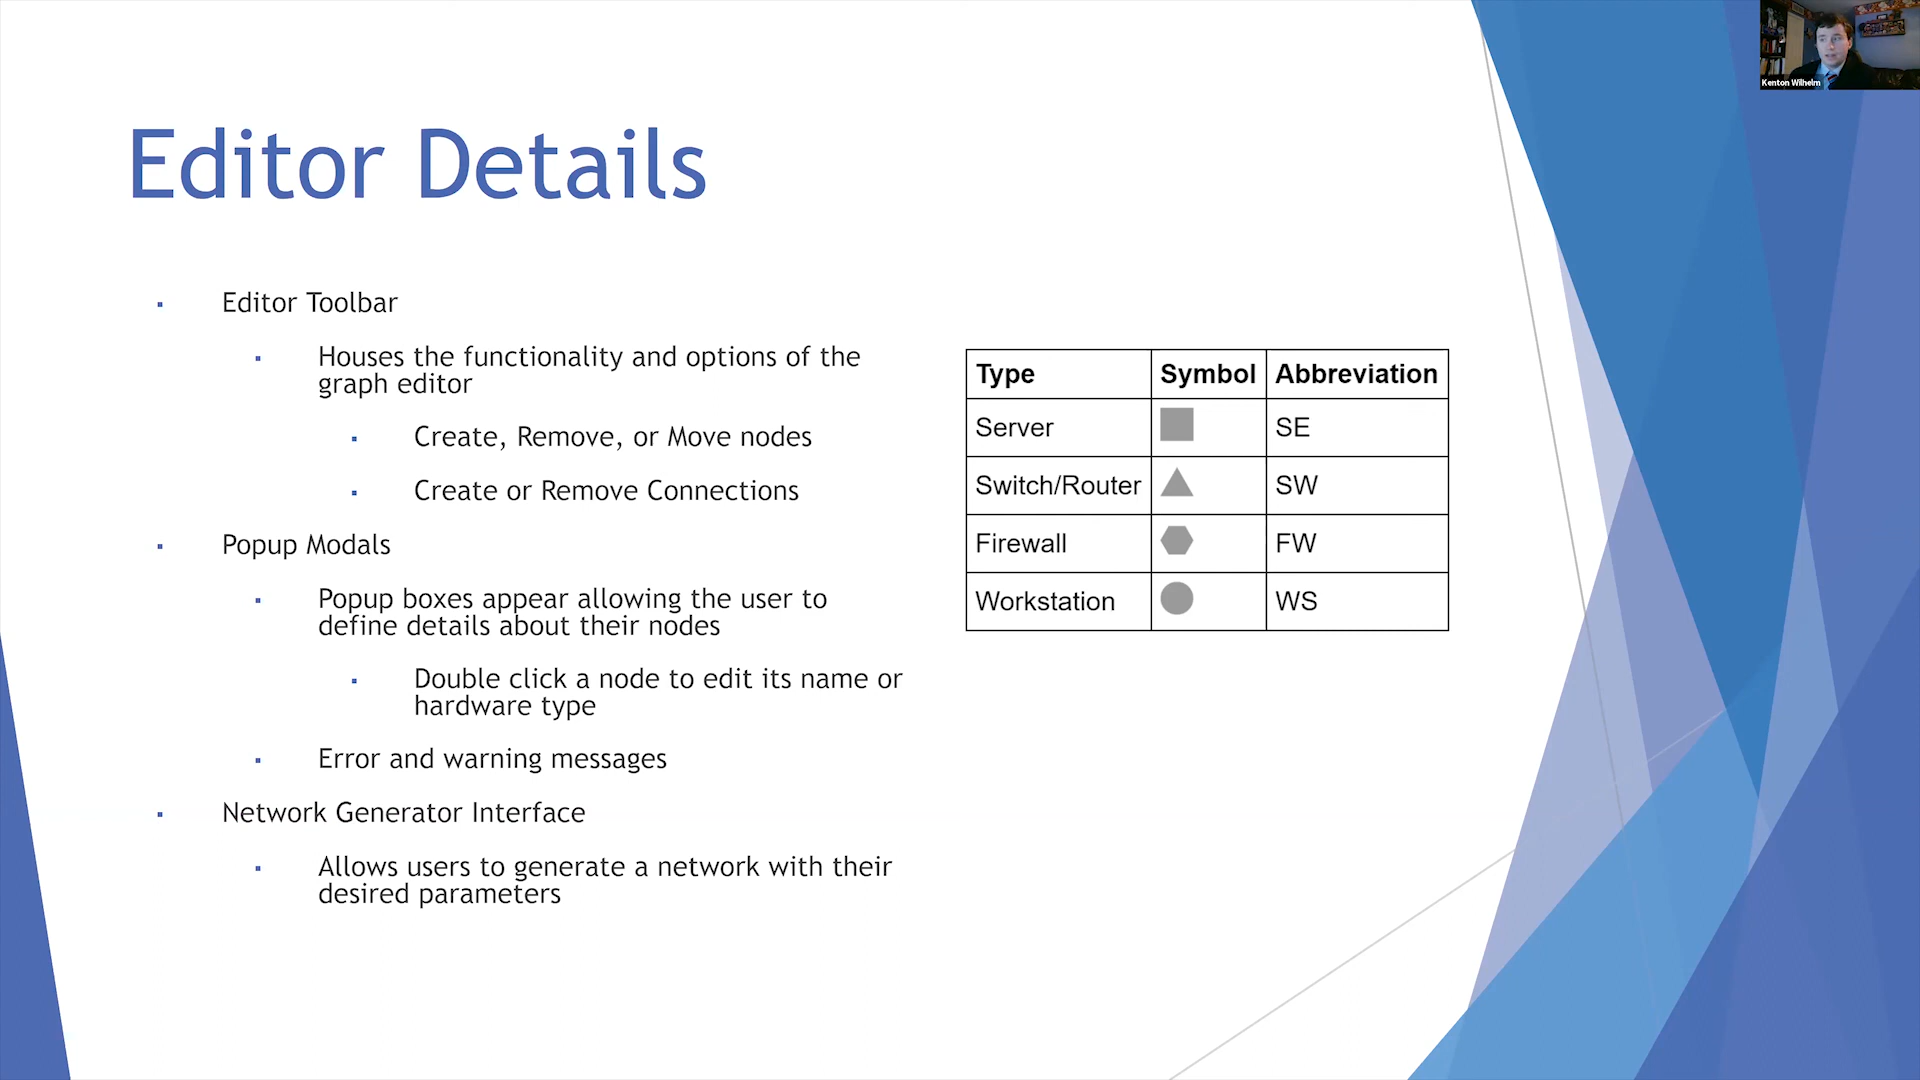 Kenton Wilhelm
Editor Details
Editor Toolbar
Houses the functionality and options of the
graph editor
Create, Remove, or Move nodes
Create or Remove Connections
Popup Modals
Popup boxes appear allowing the user to
define details about their nodes
Double click a node to edit its name or
hardware type
Error and warning messages
Network Generator Interface
Allows users to generate a network with their
desired parameters
Type Symbol Abbreviation
Server SE
Switch/Router SW
Firewall FW
Workstation WS